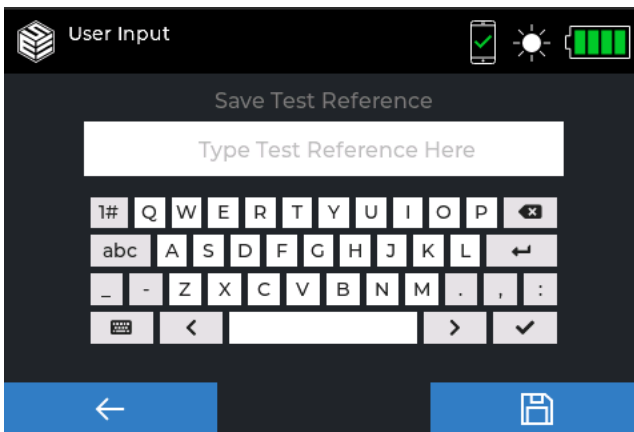 User Input
Save Test Reference
Type Test Reference Here
1# Q W E R T Y U I O P
abc A S D F G H J K L
_ - Z X C V B N M . , :